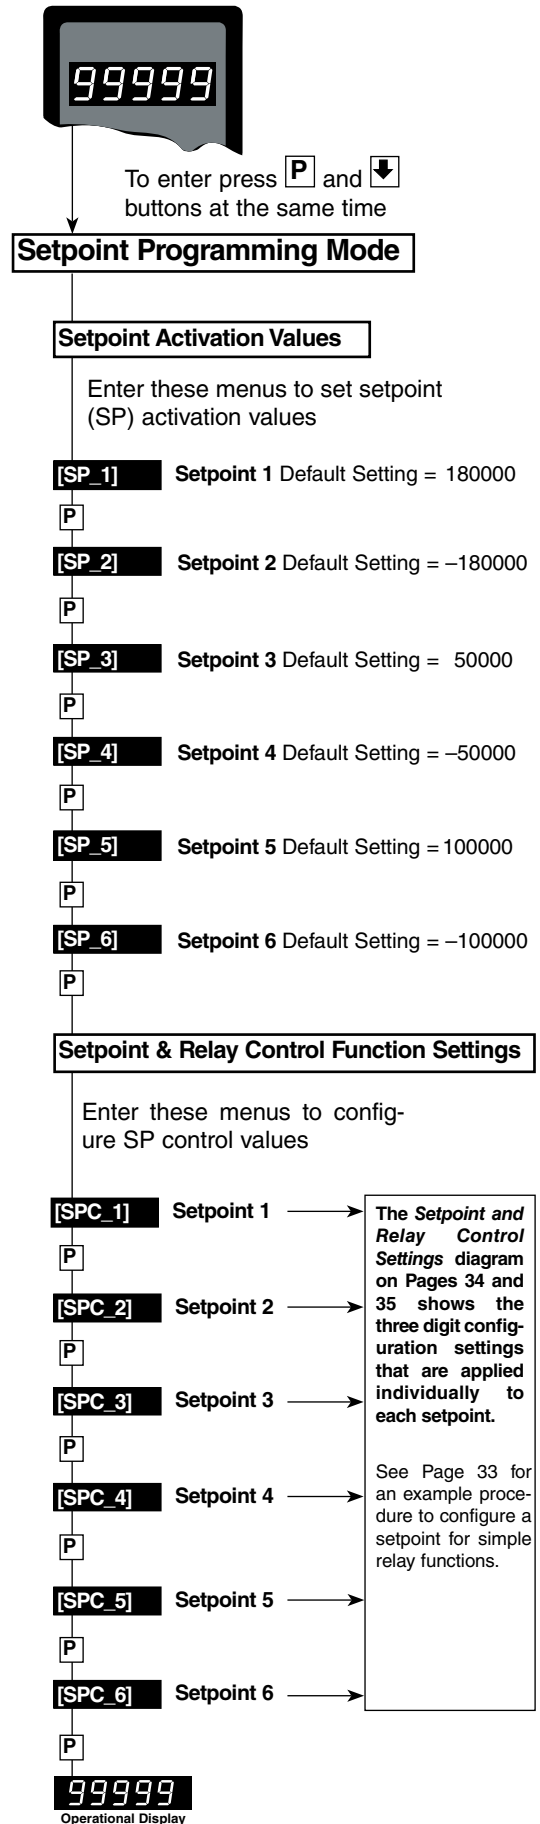 99999
To enter press P and
buttons at the same time
Setpoint Programming Mode
Setpoint Activation Values
Enter these menus to set setpoint
(SP) activation values
[SP_1] Setpoint 1 Default Setting = 180000
P
[SP_2] Setpoint 2 Default Setting = –180000
P
[SP_3] Setpoint 3 Default Setting = 50000
P
[SP_4] Setpoint 4 Default Setting = –50000
P
[SP_5] Setpoint 5 Default Setting = 100000
P
[SP_6] Setpoint 6 Default Setting = –100000
P
Setpoint & Relay Control Function Settings
Enter these menus to config-
ure SP control values
[SPC_1] Setpoint 1
P
[SPC_2] Setpoint 2
P
[SPC_3] Setpoint 3
P
[SPC_4] Setpoint 4
P
[SPC_5] Setpoint 5
P
[SPC_6] Setpoint 6
P
The Setpoint and
Relay Control
Settings diagram
on Pages 34 and
35 shows the
three digit config-
uration settings
that are applied
individually to
each setpoint.
See Page 33 for
an example proce-
dure to configure a
setpoint for simple
relay functions.
99999
Operational Display